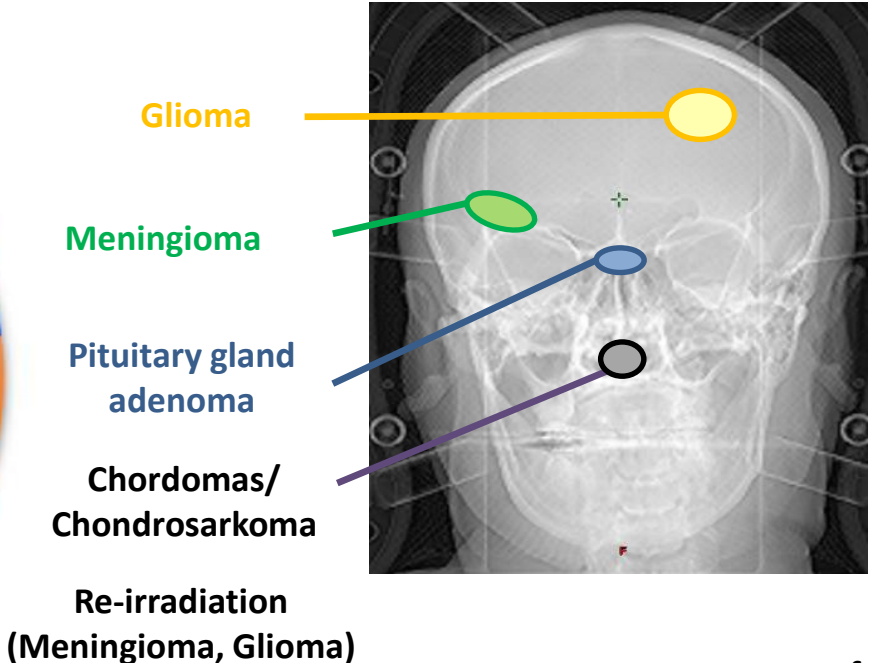 Glioma
Meningioma
Pituitary gland
adenoma
Chordomas/
Chondrosarkoma
Re-irradiation
(Meningioma, Glioma)
F